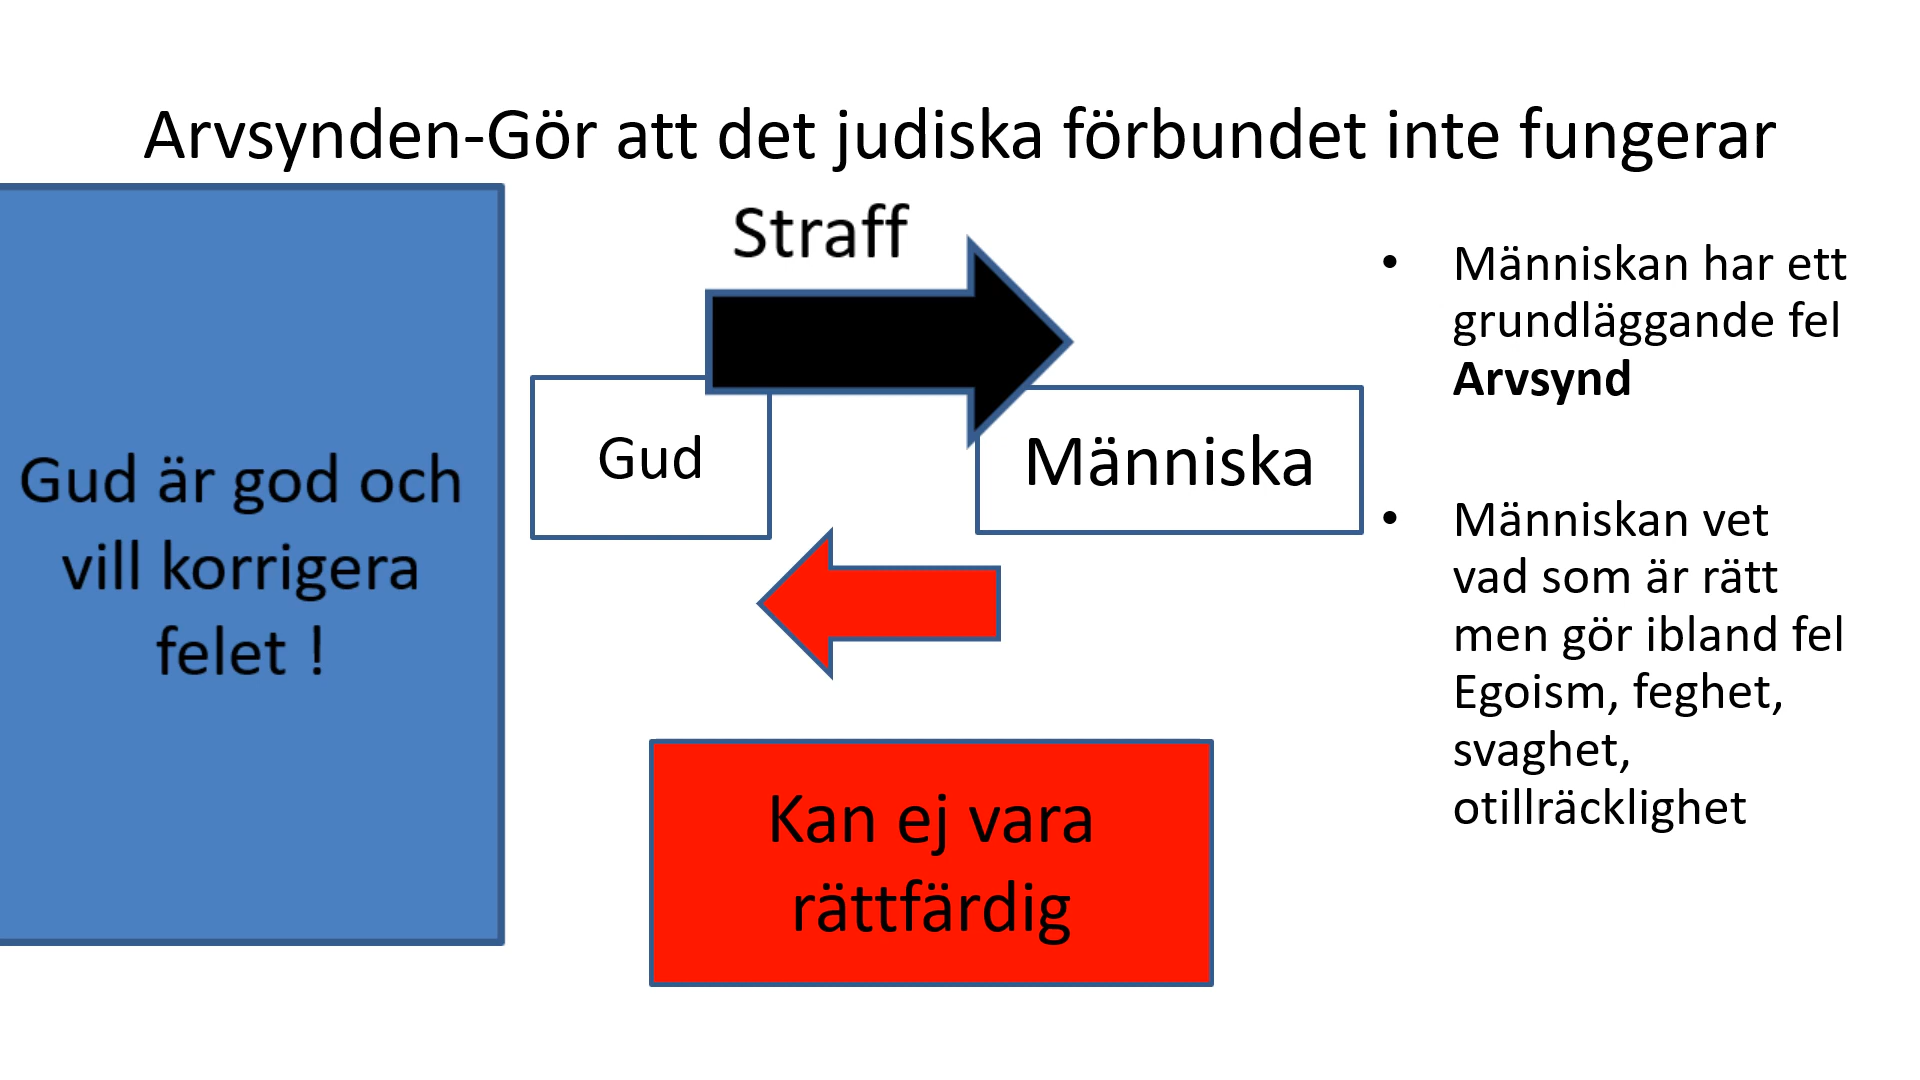 Arvsynden-Gör att det judiska förbundet inte fungerar
Gud är god och
vill korrigera
felet !
Straff
Gud
Människa
Kan ej vara
rättfärdig
• Människan har ett
grundläggande fel
Arvsynd
• Människan vet
vad som är rätt
men gör ibland fel
Egoism, feghet,
svaghet,
otillräcklighet